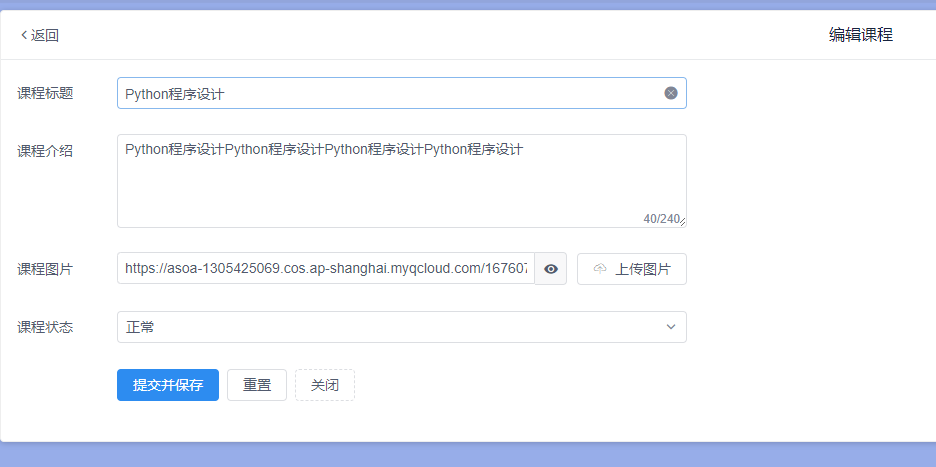 返回
编辑课程
课程标题 Python程序设计
课程介绍 Python程序设计Python程序设计Python程序设计Python程序设计
40/240
课程图片 https://asoa-1305425069.cos.ap-shanghai.myqcloud.com/167607 上传图片
课程状态 正常
提交并保存 重置 关闭